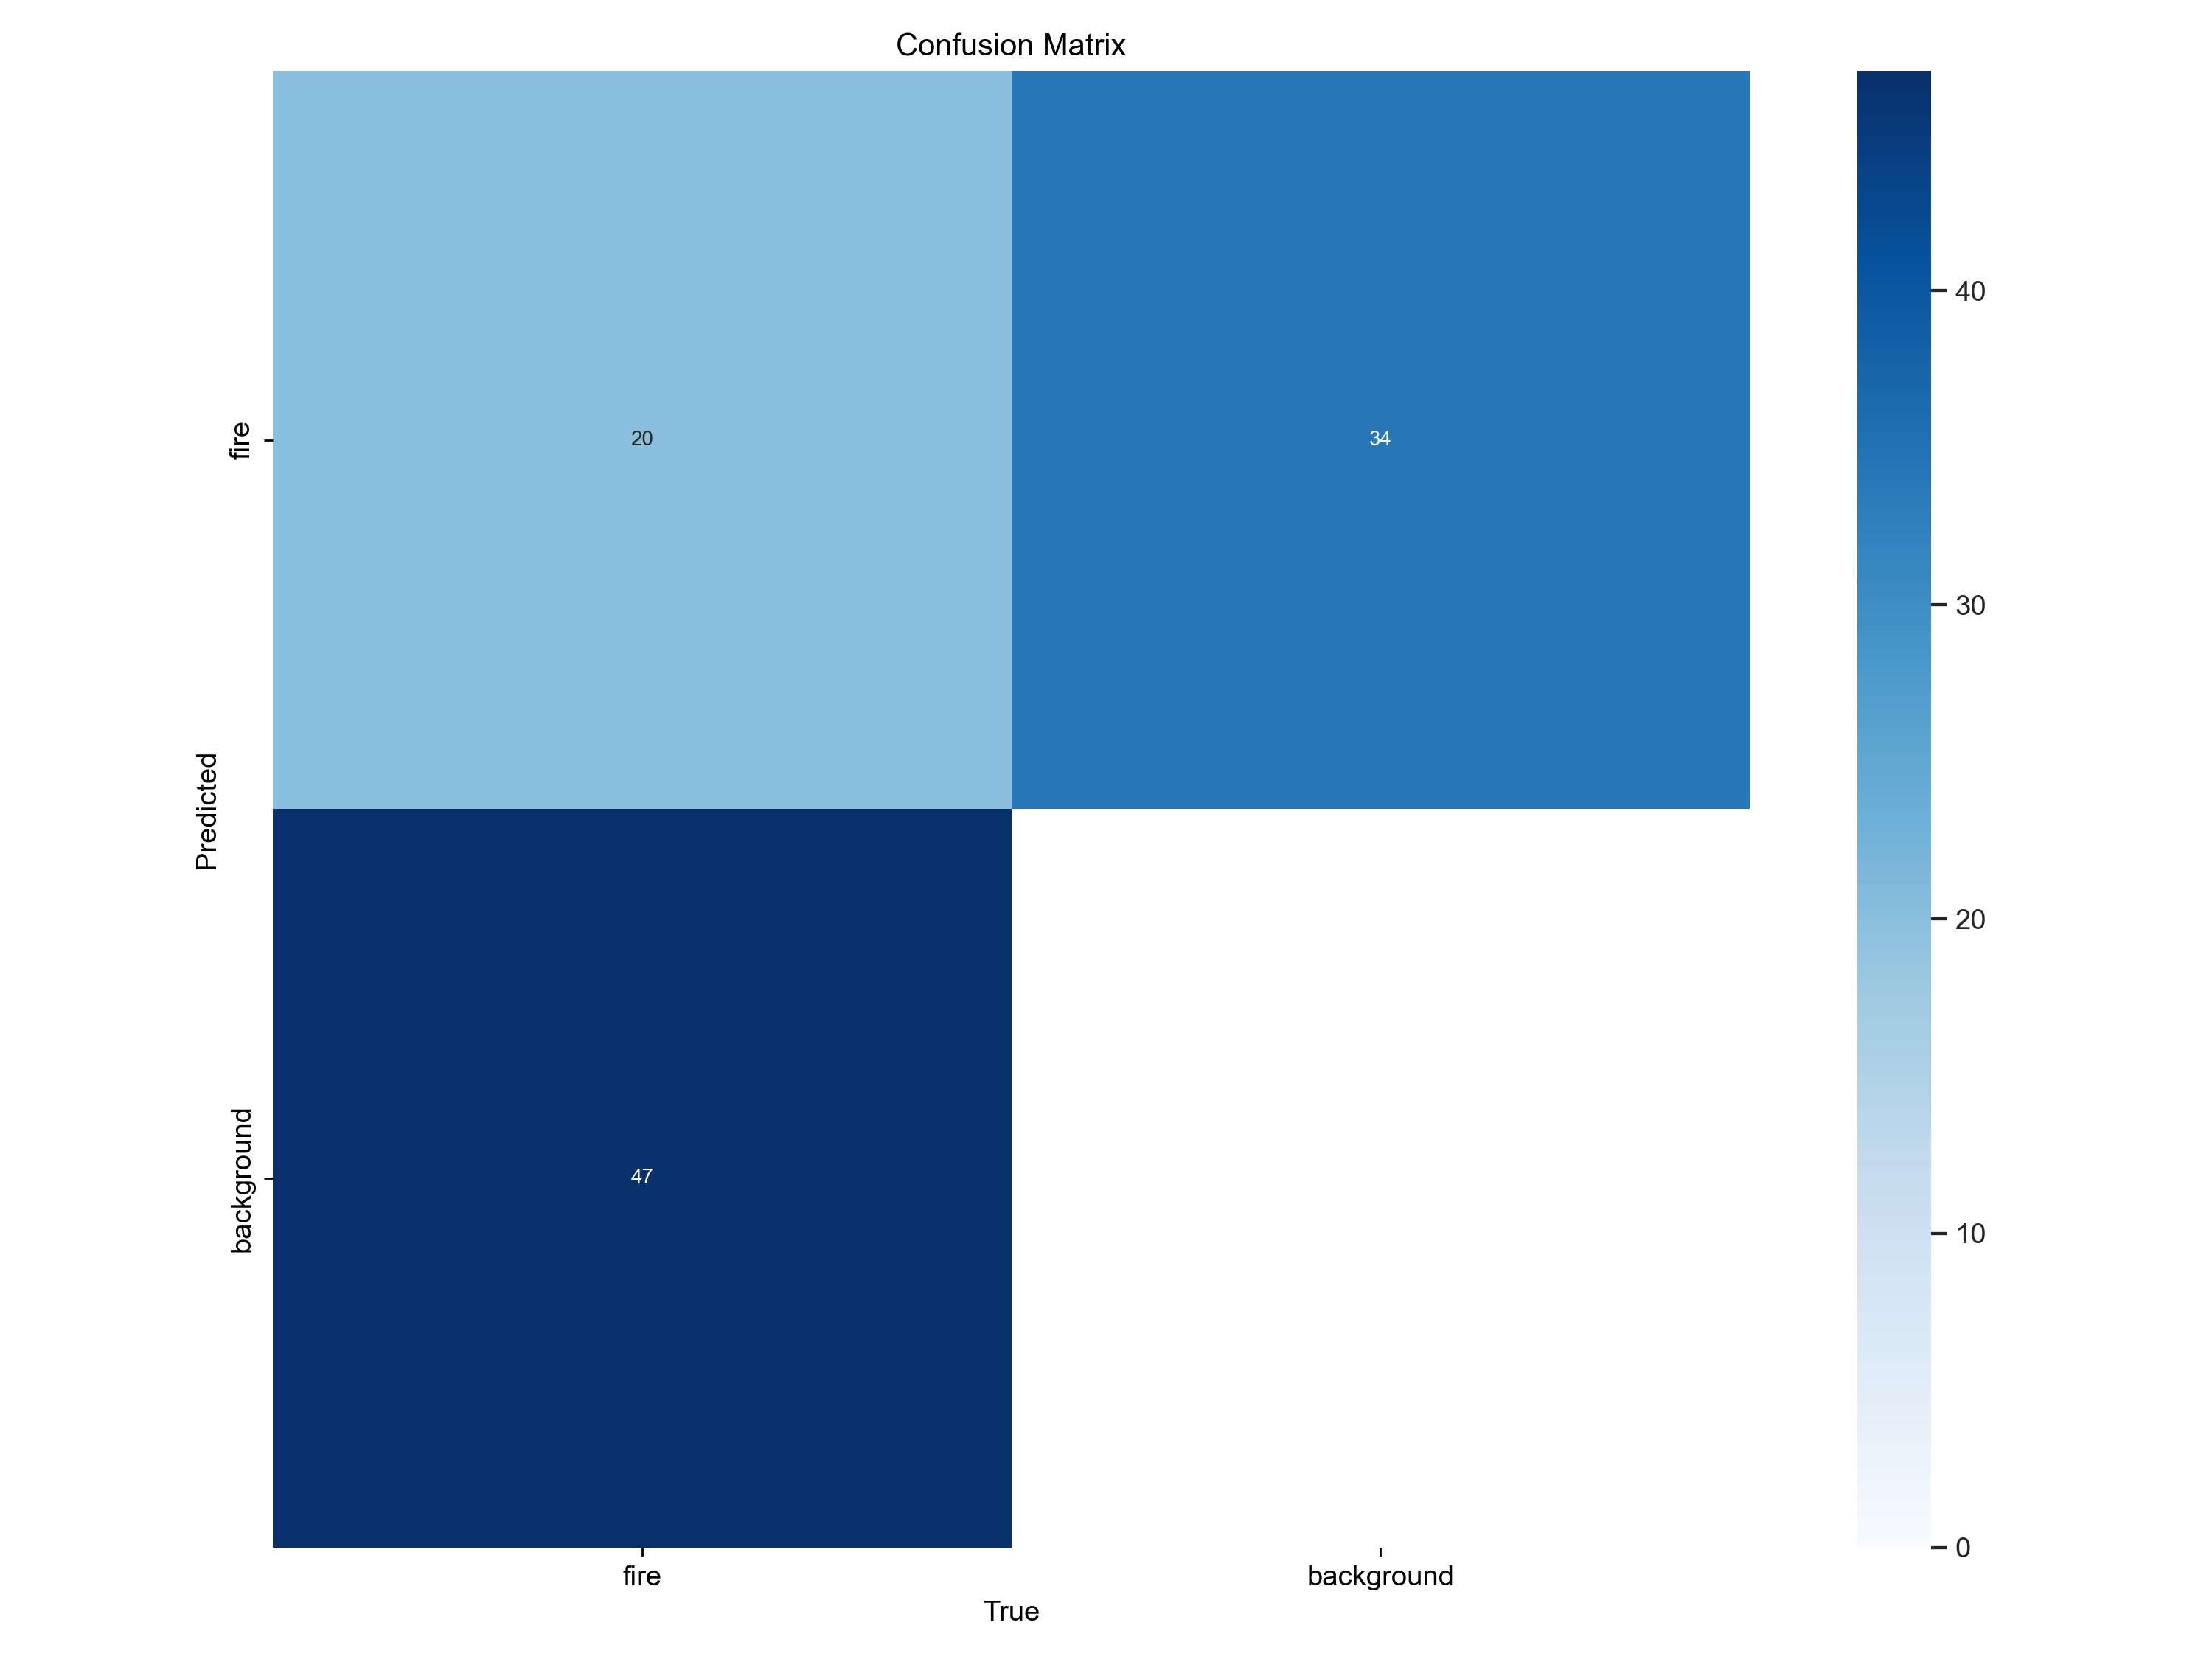 Confusion Matrix
fire
20
34
40
30
Predicted
20
background
47
10
0
fire
background
True